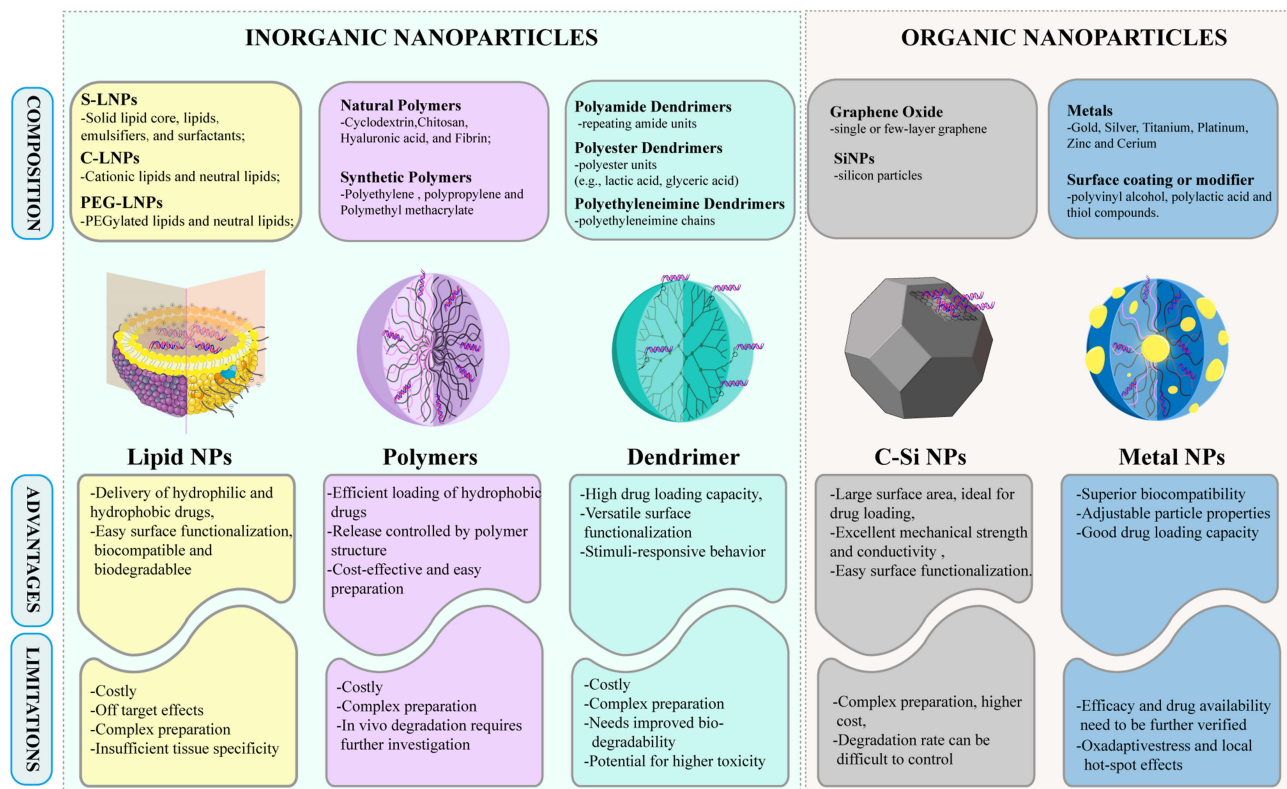 INORGANIC NANOPARTICLES
ORGANIC NANOPARTICLES
COMPOSITION
S-LNPs
-Solid lipid core, lipids,
emulsifiers, and surfactants;
C-LNPs
-Cationic lipids and neutral lipids;
PEG-LNPs
-PEGylated lipids and neutral lipids;
Natural Polymers
-Cyclodextrin,Chitosan,
Hyaluronic acid, and Fibrin;
Synthetic Polymers
-Polyethylene , polypropylene and
Polymethyl methacrylate
Polyamide Dendrimers
-repeating amide units
Polyester Dendrimers
-polyester units
(e.g., lactic acid, glyceric acid)
Polyethyleneimine Dendrimers
-polyethyleneimine chains
Graphene Oxide
-single or few-layer graphene
SiNPs
-silicon particles
Metals
-Gold, Silver, Titanium, Platinum,
Zinc and Cerium
Surface coating or modifier
-polyvinyl alcohol, polylactic acid and
thiol compounds.
Lipid NPs
Polymers
Dendrimer
C-Si NPs
Metal NPs
ADVANTAGES
-Delivery of hydrophilic and
hydrophobic drugs,
-Easy surface functionalization,
biocompatible and
biodegradablee
-Efficient loading of hydrophobic
drugs
-Release controlled by polymer
structure
-Cost-effective and easy
preparation
-High drug loading capacity,
-Versatile surface
functionalization
-Stimuli-responsive behavior
-Large surface area, ideal for
drug loading,
-Excellent mechanical strength
and conductivity ,
-Easy surface functionalization.
-Superior biocompatibility
-Adjustable particle properties
-Good drug loading capacity
LIMITATIONS
-Costly
-Off target effects
-Complex preparation
-Insufficient tissue specificity
-Costly
-Complex preparation
-In vivo degradation requires
further investigation
-Costly
-Complex preparation
-Needs improved bio-
degradability
-Potential for higher toxicity
-Complex preparation, higher
cost,
-Degradation rate can be
difficult to control
-Efficacy and drug availability
need to be further verified
-Oxadaptivestress and local
hot-spot effects